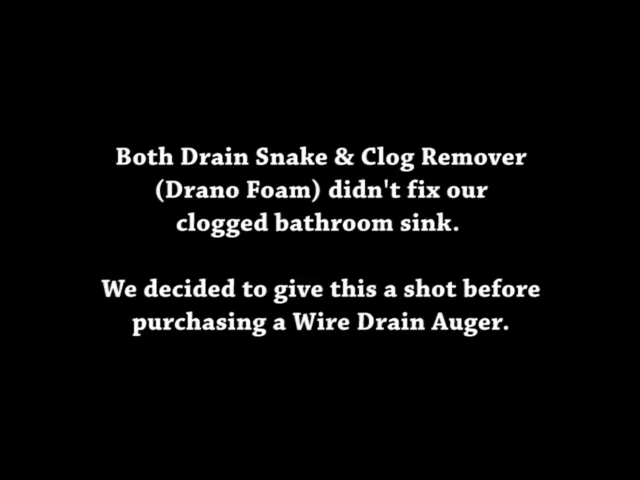 Both Drain Snake & Clog Remover
(Drano Foam) didn't fix our
clogged bathroom sink.
We decided to give this a shot before
purchasing a Wire Drain Auger.